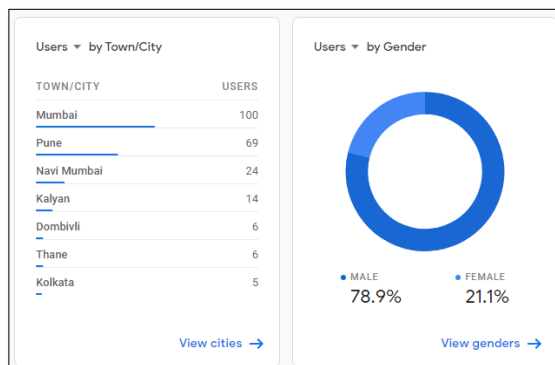 Users by Town/City
TOWN/CITY USERS
Mumbai 100
Pune 69
Navi Mumbai 24
Kalyan 14
Dombivli 6
Thane 6
Kolkata 5
View cities
Users by Gender
MALE FEMALE
78.9% 21.1%
View genders